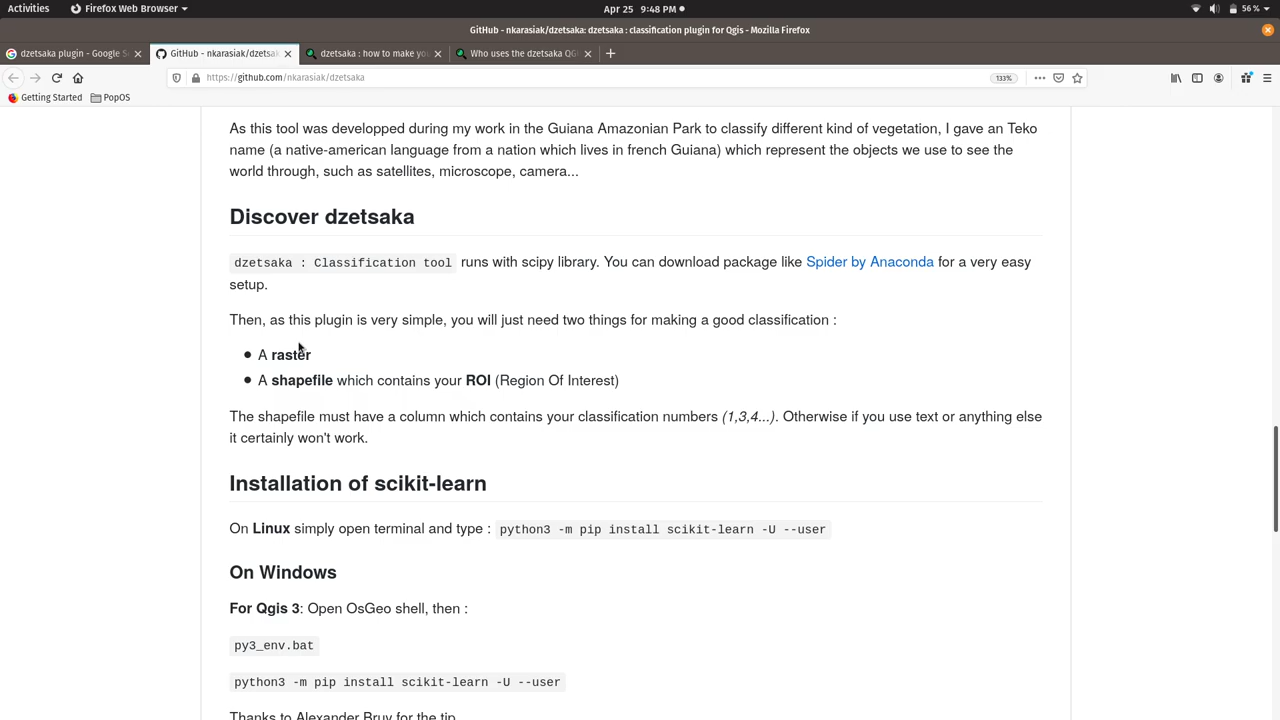 Activities
Firefox Web Browser
Apr 25 9:48 PM
56 %
GitHub - nkarasiak/dzetsaka: dzetsaka : classification plugin for Qgis - Mozilla Firefox
dzetsaka plugin - Google S
GitHub - nkarasiak/dzetsak
dzetsaka : how to make you
Who uses the dzetsaka QGI
https://github.com/nkarasiak/dzetsaka
133%
Getting Started
PopOS
As this tool was developped during my work in the Guiana Amazonian Park to classify different kind of vegetation, I gave an Teko
name (a native-american language from a nation which lives in french Guiana) which represent the objects we use to see the
world through, such as satellites, microscope, camera...
Discover dzetsaka
dzetsaka : Classification tool runs with scipy library. You can download package like Spider by Anaconda for a very easy
setup.
Then, as this plugin is very simple, you will just need two things for making a good classification :
A raster
A shapefile which contains your ROI (Region Of Interest)
The shapefile must have a column which contains your classification numbers (1,3,4...). Otherwise if you use text or anything else
it certainly won't work.
Installation of scikit-learn
On Linux simply open terminal and type : python3 -m pip install scikit-learn -U --user
On Windows
For Qgis 3: Open OsGeo shell, then :
py3_env.bat
python3 -m pip install scikit-learn -U --user
Thanks to Alexander Bruy for the tip.